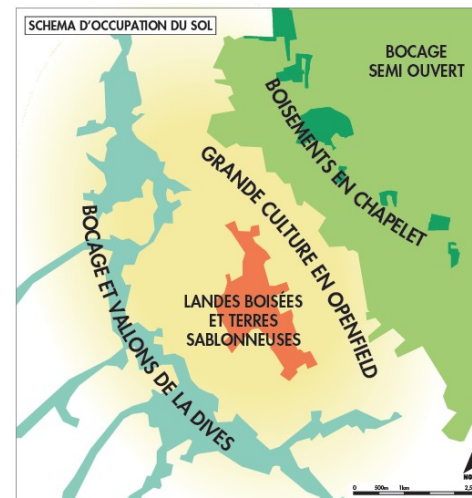 SCHEMA D'OCCUPATION DU SOL
BOCAGE
SEMI OUVERT
BOISEMENTS EN CHAPELET
GRANDE CULTURE EN OPENFIELD
BOCAGE ET VALLONS DE LA DIVES
LANDES BOISÉES
ET TERRES
SABLONNEUSES
0 500m 1km